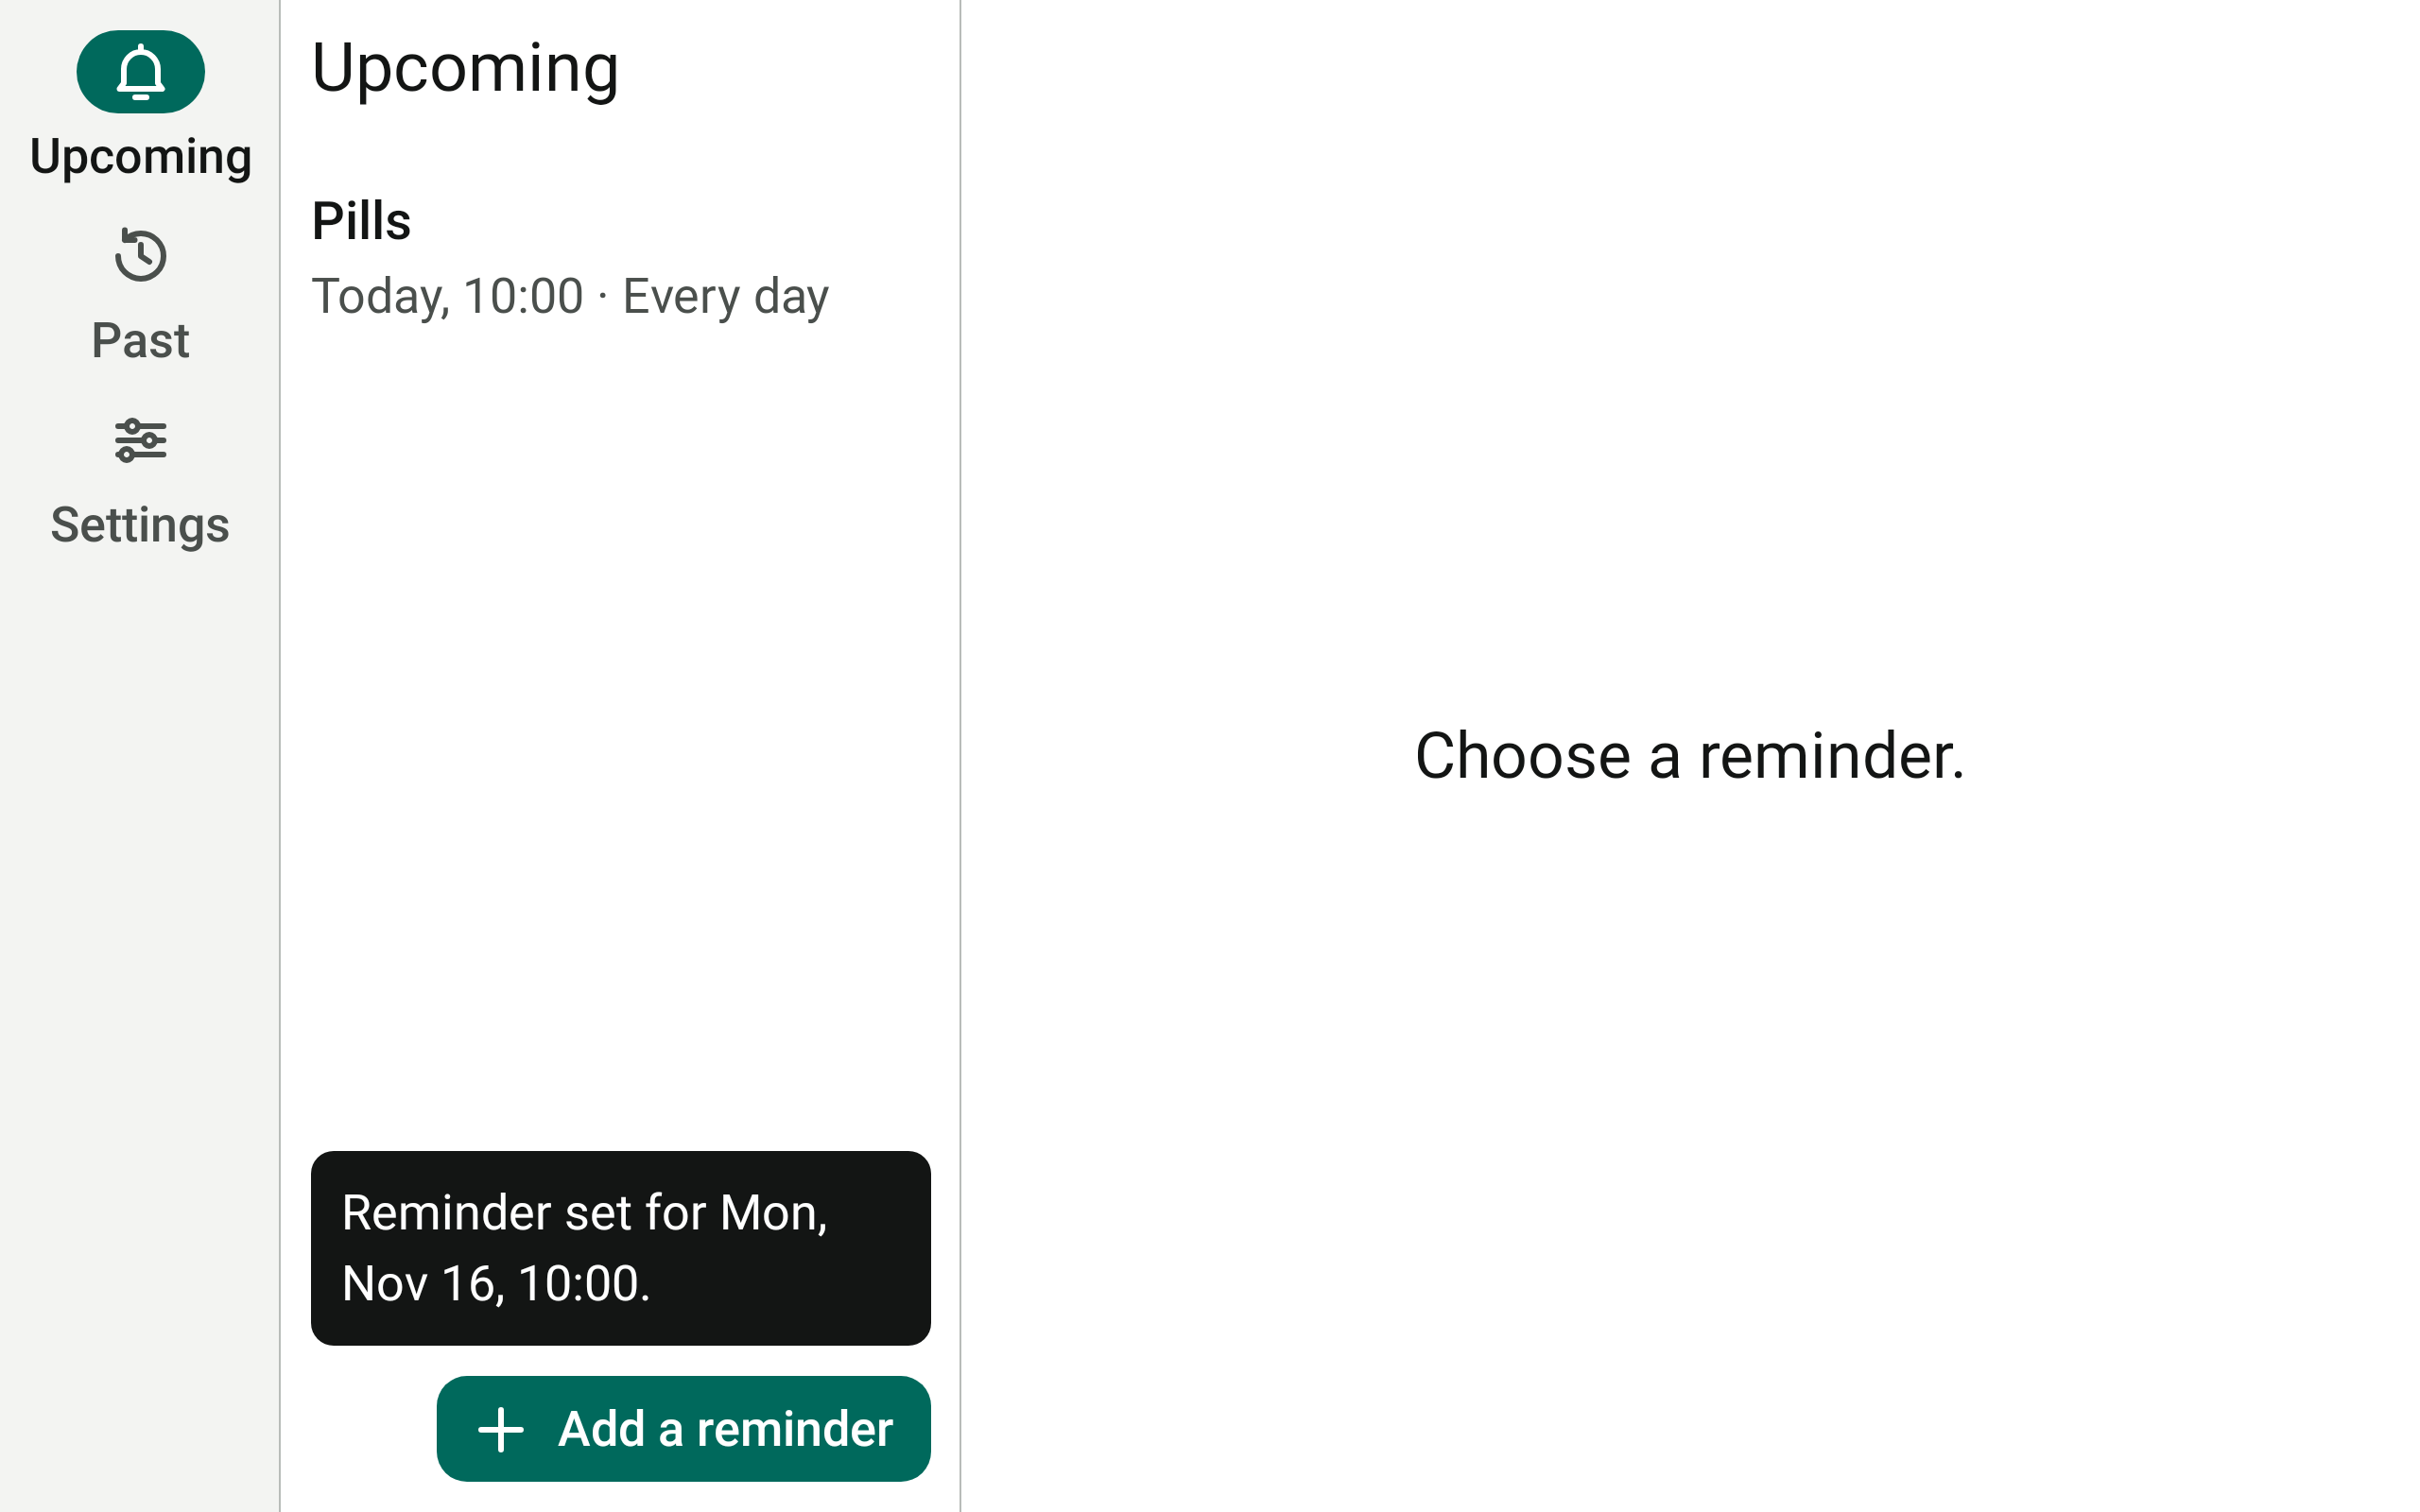 Upcoming
Past
Settings
Upcoming
Pills
Today, 10:00 · Every day
Reminder set for Mon,
Nov 16, 10:00.
Add a reminder
Choose a reminder.